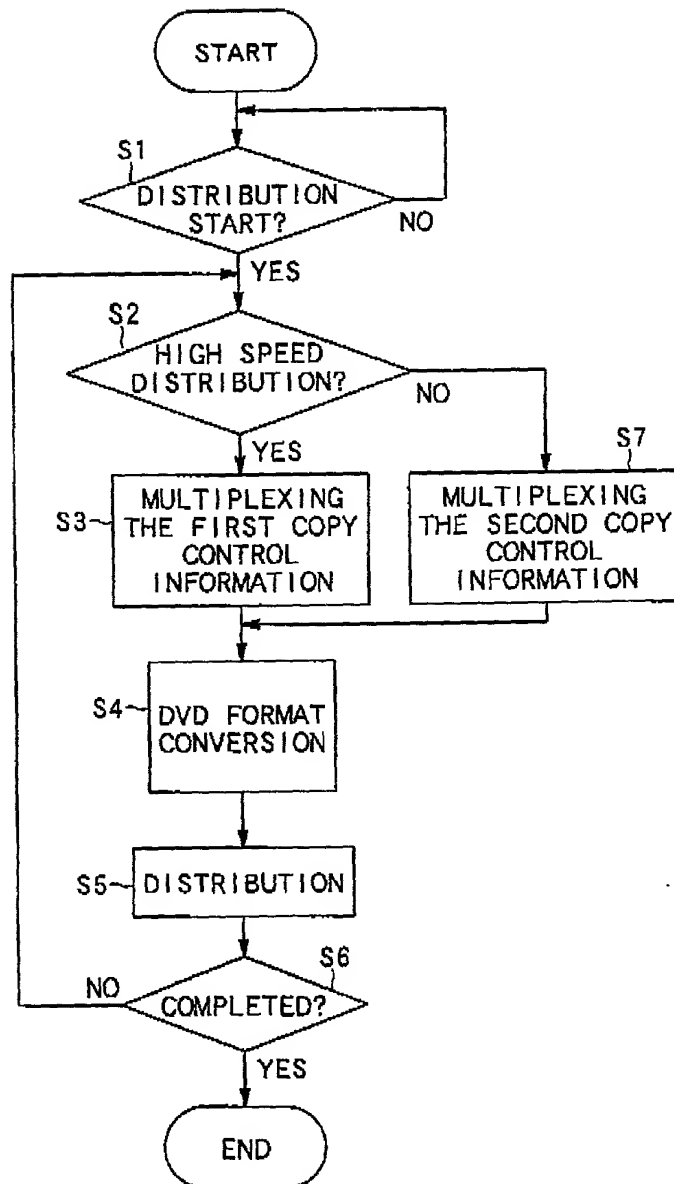 START
S1
DISTRIBUTION
START?
NO
YES
S2
HIGH SPEED
DISTRIBUTION?
NO
YES
S7
S3
MULTIPLEXING
THE FIRST COPY
CONTROL
INFORMATION
MULTIPLEXING
THE SECOND COPY
CONTROL
INFORMATION
S4
DVD FORMAT
CONVERSION
S5
DISTRIBUTION
S6
NO
COMPLETED?
YES
END